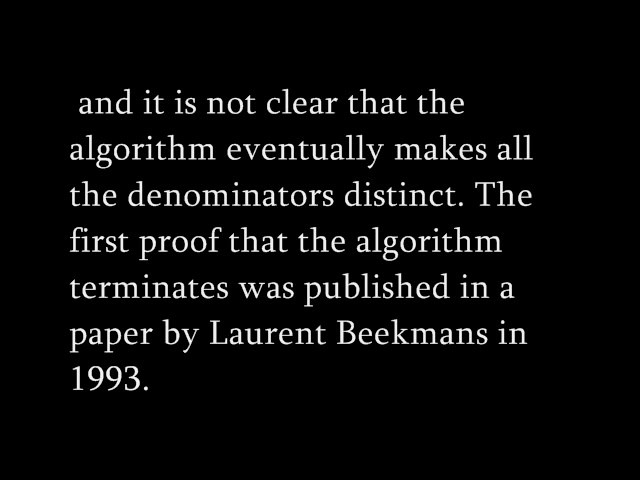 and it is not clear that the
algorithm eventually makes all
the denominators distinct. The
first proof that the algorithm
terminates was published in a
paper by Laurent Beekmans in
1993.